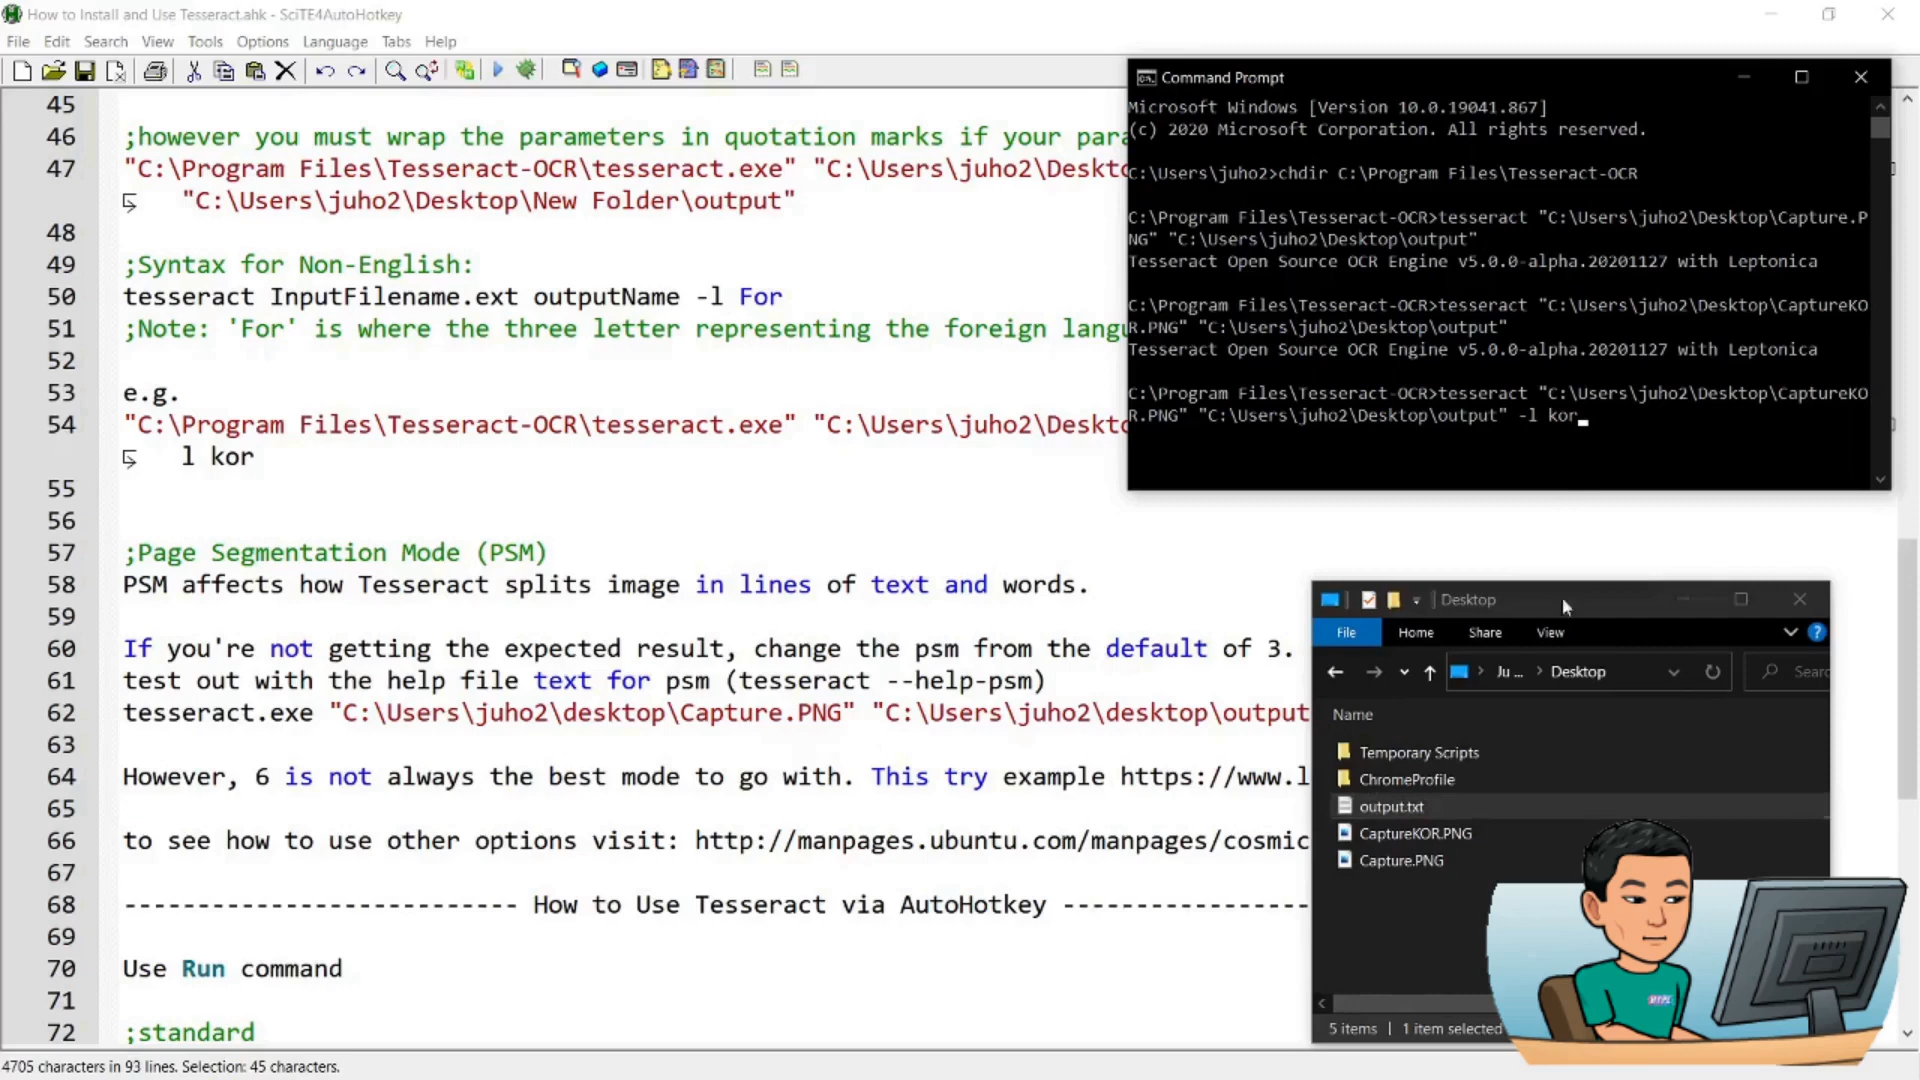 How to Install and Use Tesseract.ahk - SciTE4AutoHotkey
File Edit Search View Tools Options Language Tabs Help
45
46 ;however you must wrap the parameters in quotation marks if your para
47 "C:\Program Files\Tesseract-OCR\tesseract.exe" "C:\Users\juho2\Deskto
"C:\Users\juho2\Desktop\New Folder\output"
48
49 ;Syntax for Non-English:
50 tesseract InputFilename.ext outputName -l For
51 ;Note: 'For' is where the three letter representing the foreign langu
52
53 e.g.
54 "C:\Program Files\Tesseract-OCR\tesseract.exe" "C:\Users\juho2\Deskto
l kor
55
56
57 ;Page Segmentation Mode (PSM)
58 PSM affects how Tesseract splits image in lines of text and words.
59
60 If you're not getting the expected result, change the psm from the default of 3.
61 test out with the help file text for psm (tesseract --help-psm)
62 tesseract.exe "C:\Users\juho2\desktop\Capture.PNG" "C:\Users\juho2\desktop\output
63
64 However, 6 is not always the best mode to go with. This try example https://www.l
65
66 to see how to use other options visit: http://manpages.ubuntu.com/manpages/cosmic
67
68 --------------------------- How to Use Tesseract via AutoHotkey -----------------
69
70 Use Run command
71
72 ;standard
4705 characters in 93 lines. Selection: 45 characters.
Command Prompt
Microsoft Windows [Version 10.0.19041.867]
(c) 2020 Microsoft Corporation. All rights reserved.
C:\Users\juho2>chdir C:\Program Files\Tesseract-OCR
C:\Program Files\Tesseract-OCR>tesseract "C:\Users\juho2\Desktop\Capture.P
NG" "C:\Users\juho2\Desktop\output"
Tesseract Open Source OCR Engine v5.0.0-alpha.20201127 with Leptonica
C:\Program Files\Tesseract-OCR>tesseract "C:\Users\juho2\Desktop\CaptureKO
R.PNG" "C:\Users\juho2\Desktop\output"
Tesseract Open Source OCR Engine v5.0.0-alpha.20201127 with Leptonica
C:\Program Files\Tesseract-OCR>tesseract "C:\Users\juho2\Desktop\CaptureKO
R.PNG" "C:\Users\juho2\Desktop\output" -l kor
Desktop
File Home Share View
Ju ... Desktop Searc
Name
Temporary Scripts
ChromeProfile
output.txt
CaptureKOR.PNG
Capture.PNG
5 items 1 item selected